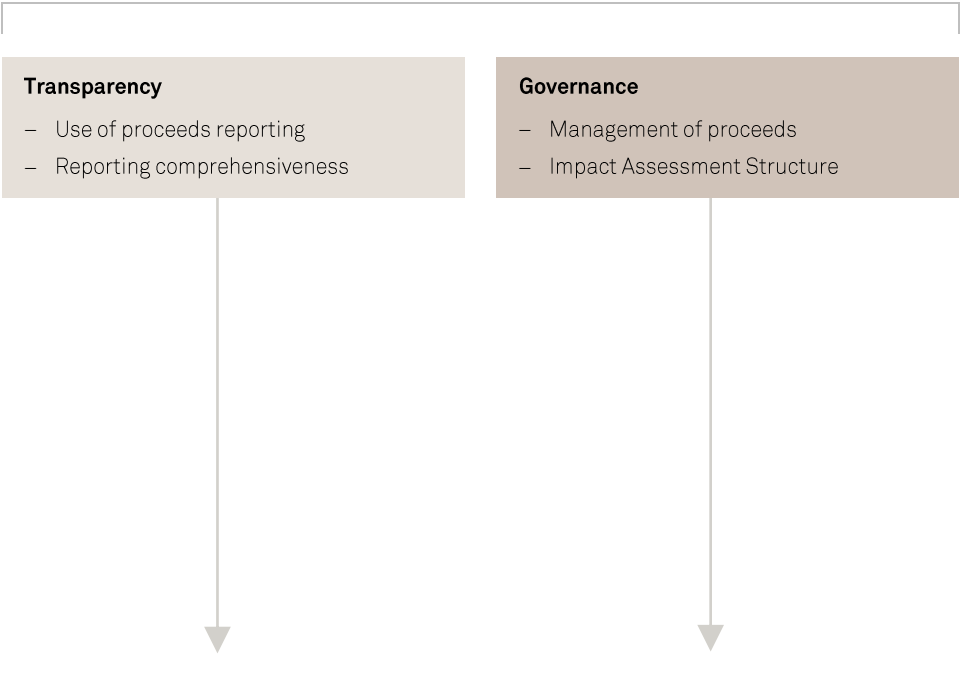 Transparency
– Use of proceeds reporting
– Reporting comprehensiveness
Governance
– Management of proceeds
– Impact Assessment Structure